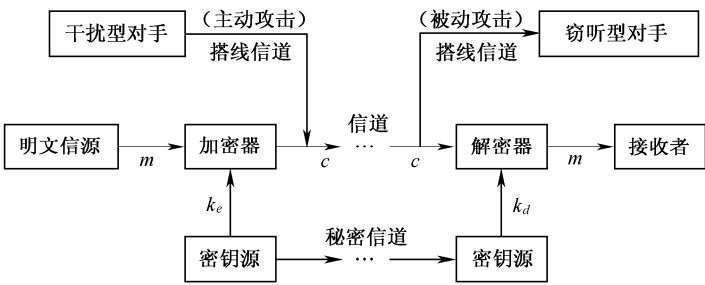 干扰型对手
（主动攻击）
搭线信道
（被动攻击）
搭线信道
窃听型对手
明文信源
m
加密器
c
信道
…
c
解密器
m
接收者
ke
kd
密钥源
秘密信道
…
密钥源